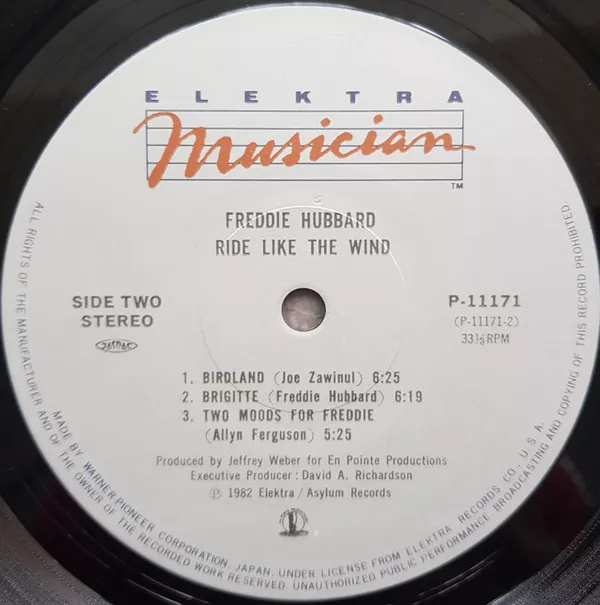 ELEKTRA
Musician
TM
FREDDIE HUBBARD
RIDE LIKE THE WIND
SIDE TWO
STEREO
JASRAC
P-11171
(P-11171-2)
33⅓RPM
1. BIRDLAND (Joe Zawinul) 6:25
2. BRIGITTE (Freddie Hubbard) 6:19
3. TWO MOODS FOR FREDDIE
(Allyn Ferguson) 5:25
Produced by Jeffrey Weber for En Pointe Productions
Executive Producer: David A. Richardson
Ⓟ 1982 Elektra/Asylum Records
ALL RIGHTS OF THE MANUFACTURER AND OF THE OWNER OF THE RECORDED WORK RESERVED. UNAUTHORIZED PUBLIC PERFORMANCE, BROADCASTING AND COPYING OF THIS RECORD PROHIBITED.
MADE BY WARNER-PIONEER CORPORATION, JAPAN, UNDER LICENSE FROM ELEKTRA RECORDS CO., U.S.A.